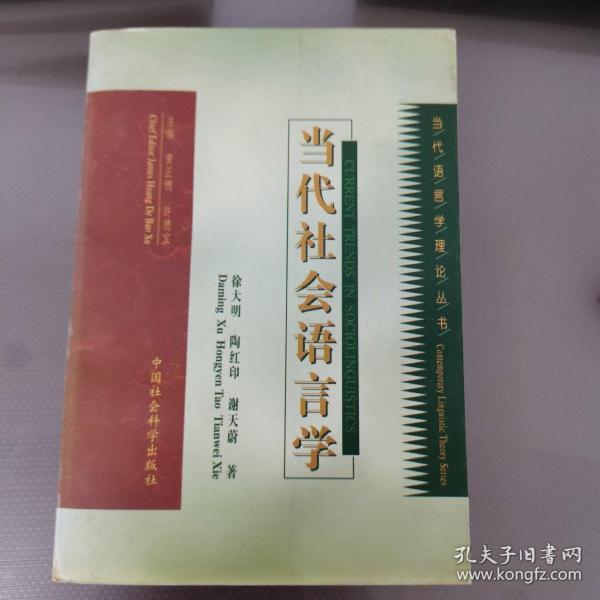 当代语言学理论丛书
Contemporary Linguistic Theory Series
当代社会语言学
CURRENT TRENDS IN SOCIOLINGUISTICS
徐大明 陶红印 谢天蔚 著
Daming Xu Hongyen Tao Tianwei Xie
主编 黄正德 许德宝
Chief Editor James Huang De Bao Xu
中国社会科学出版社
孔夫子旧书网
www.kongfz.com